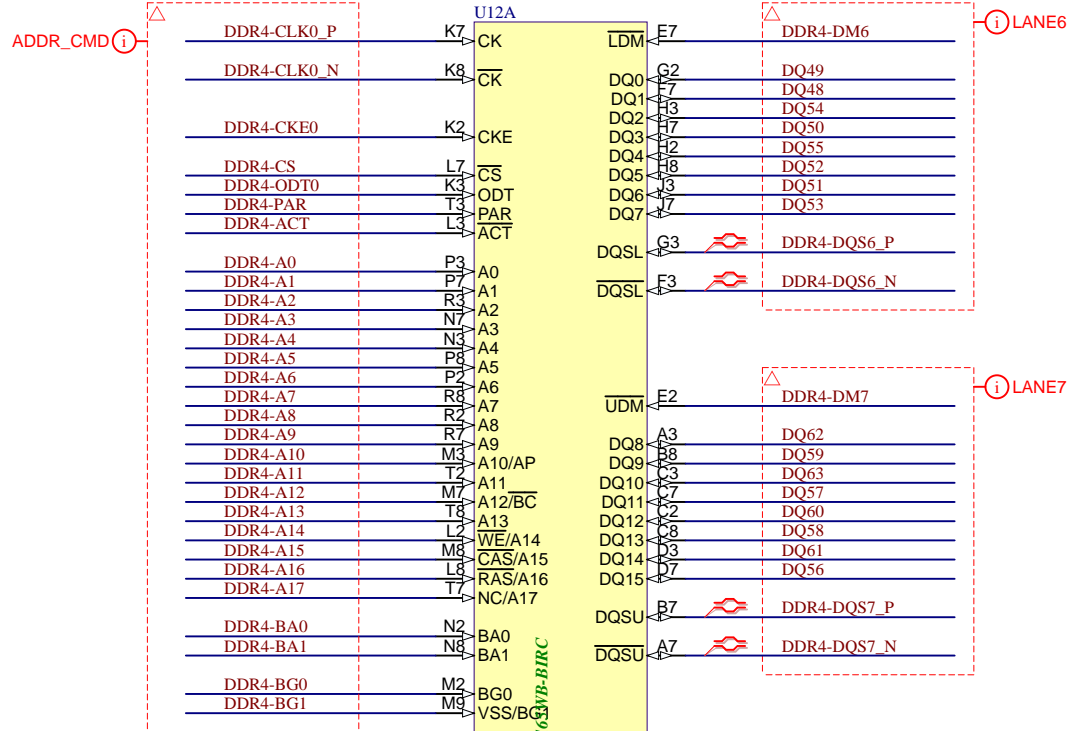 U12A
ADDR_CMD i
LANE6 i
DDR4-CLK0_P K7 CK
LDM E7 DDR4-DM6
DDR4-CLK0_N K8 CK
DQ0 G2 DQ49
DQ1 F7 DQ48
DQ2 H3 DQ54
DDR4-CKE0 K2 CKE
DQ3 H7 DQ50
DQ4 H2 DQ55
DDR4-CS L7 CS
DQ5 H8 DQ52
DDR4-ODT0 K3 ODT
DQ6 J3 DQ51
DDR4-PAR T3 PAR
DQ7 J7 DQ53
DDR4-ACT L3 ACT
DQSL G3 DDR4-DQS6_P
DDR4-A0 P3 A0
DDR4-A1 P7 A1
DQSL F3 DDR4-DQS6_N
DDR4-A2 R3 A2
DDR4-A3 N7 A3
DDR4-A4 N3 A4
DDR4-A5 P8 A5
DDR4-A6 P2 A6
LANE7 i
DDR4-A7 R8 A7
UDM E2 DDR4-DM7
DDR4-A8 R2 A8
DDR4-A9 R7 A9
DQ8 A3 DQ62
DDR4-A10 M3 A10/AP
DQ9 B8 DQ59
DDR4-A11 T2 A11
DQ10 C3 DQ63
DDR4-A12 M7 A12/BC
DQ11 C7 DQ57
DDR4-A13 T8 A13
DQ12 C2 DQ60
DDR4-A14 L2 WE/A14
DQ13 C8 DQ58
DDR4-A15 M8 CAS/A15
DQ14 D3 DQ61
DDR4-A16 L8 RAS/A16
DQ15 D7 DQ56
DDR4-A17 T7 NC/A17
DQSU B7 DDR4-DQS7_P
DDR4-BA0 N2 BA0
DDR4-BA1 N8 BA1
DQSU A7 DDR4-DQS7_N
DDR4-BG0 M2 BG0
DDR4-BG1 M9 VSS/BG1